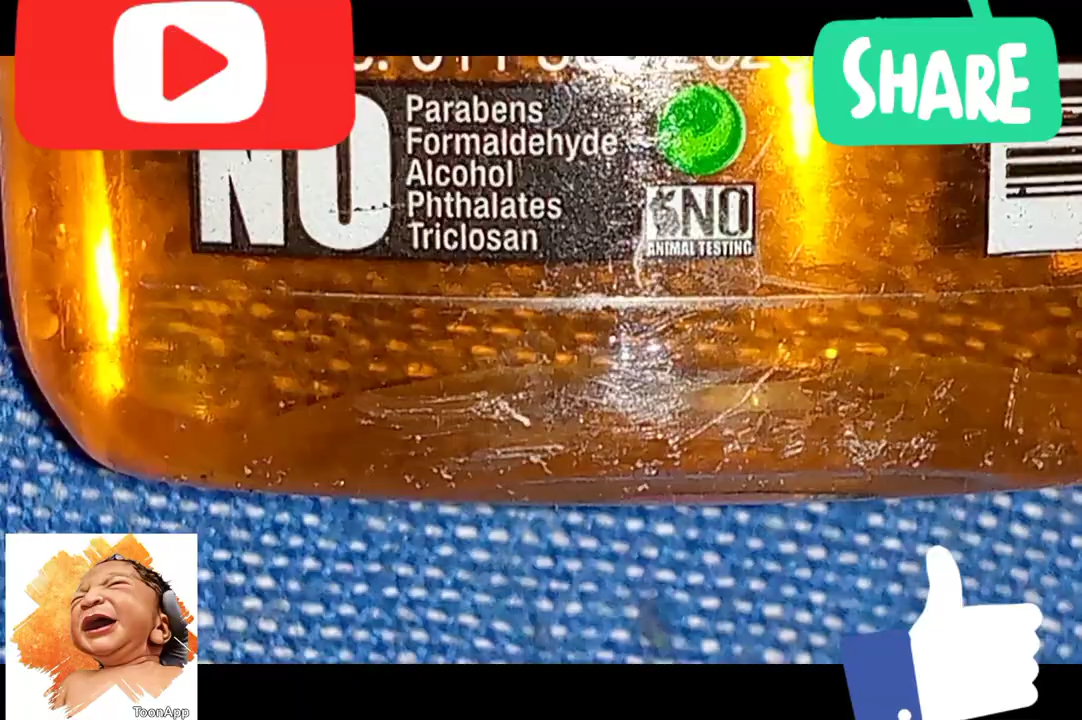 SHARE
NO
Parabens
Formaldehyde
Alcohol
Phthalates
Triclosan
NO
ANIMAL TESTING
ToonApp